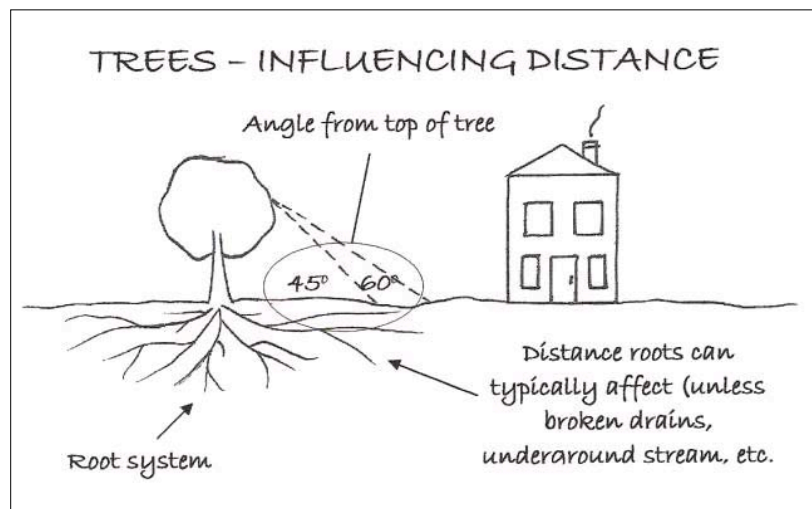 TREES – INFLUENCING DISTANCE
Angle from top of tree
45° 60°
Distance roots can
typically affect (unless
broken drains,
underground stream, etc.
Root system